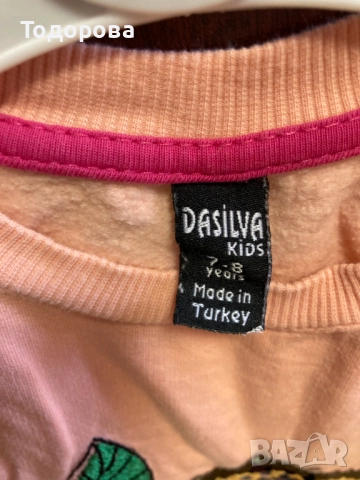 Тодорова
DASILVA
KIDS
7-8
years
Made in
Turkey
BAZAR